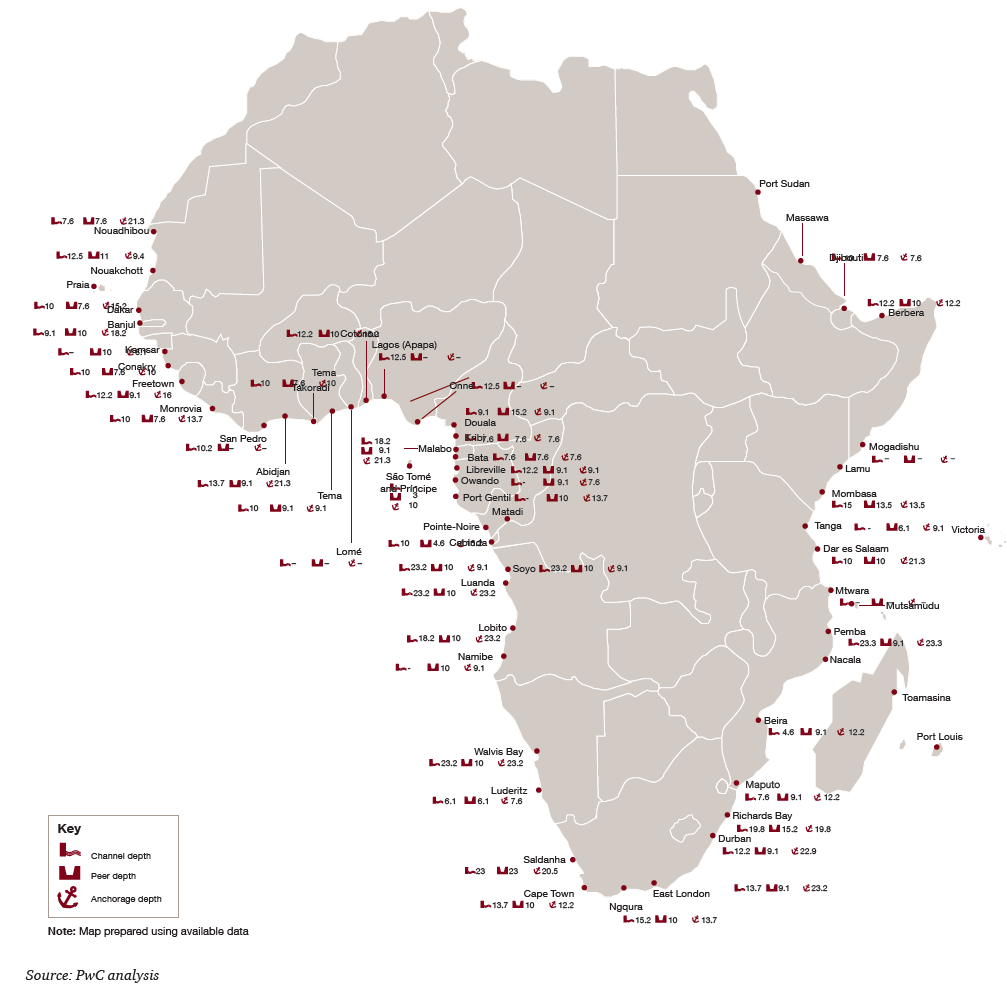 Port Sudan
Massawa
7.6 7.6 21.3
Nouadhibou
12.5 11 9.4
Djibouti 7.6 7.6
Nouakchott
Praia
10 7.6 15.2
Dakar
12.2 10 12.2
Berbera
Banjul
9.1 10 18.2
12.2 10
Cotonou
Lagos (Apapa)
- 10
Kamsar
12.5 - -
Conakry
10 7.6 10
Tema
Freetown
10 7.6 10
Takoradi
Onne 12.5 - -
12.2 9.1 16
Monrovia
9.1 15.2 9.1
10 7.6 13.7
Douala
San Pedro
Kribi 7.6 7.6 7.6
10.2 - -
18.2
9.1
21.3
Malabo
Mogadishu
- - -
Bata 7.6 7.6 7.6
Lamu
Abidjan
Libreville 12.2 9.1 9.1
São Tomé
and Príncipe
3
10
13.7 9.1 21.3
Owando - 9.1 7.6
Tema
Port Gentil - 10 13.7
Mombasa
15 13.5 13.5
10 9.1 9.1
Matadi
Pointe-Noire
Tanga - 6.1 9.1
Victoria
10 4.6
Cabinda
Lomé
Dar es Salaam
10 10 21.3
- - -
23.2 10 9.1
Soyo 23.2 10 9.1
Luanda
23.2 10 23.2
Mtwara
- - -
Mutsamudu
Lobito
18.2 10 23.2
Pemba
23.3 9.1 23.3
Namibe
- 10 9.1
Nacala
Toamasina
Beira
4.6 9.1 12.2
Port Louis
Walvis Bay
23.2 10 23.2
Luderitz
6.1 6.1 7.6
Maputo
7.6 9.1 12.2
Richards Bay
19.8 15.2 19.8
Durban
12.2 9.1 22.9
Saldanha
23 23 20.5
Cape Town
13.7 10 12.2
East London
13.7 9.1 23.2
Ngqura
15.2 10 13.7
Key
Channel depth
Peer depth
Anchorage depth
Note: Map prepared using available data
Source: PwC analysis